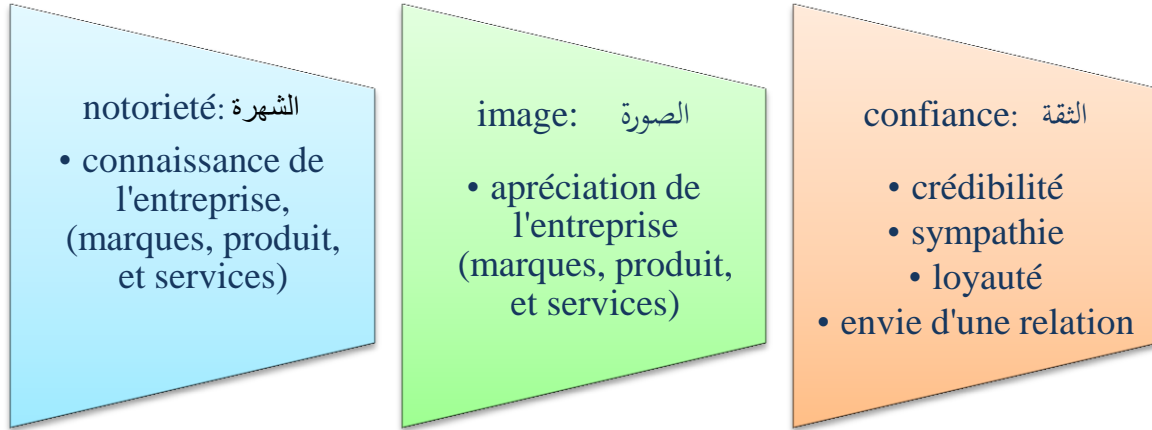 notorieté: الشهرة
• connaissance de
l'entreprise,
(marques, produit,
et services)
image: الصورة
• apréciation de
l'entreprise
(marques, produit,
et services)
confiance: الثقة
• crédibilité
• sympathie
• loyauté
• envie d'une relation